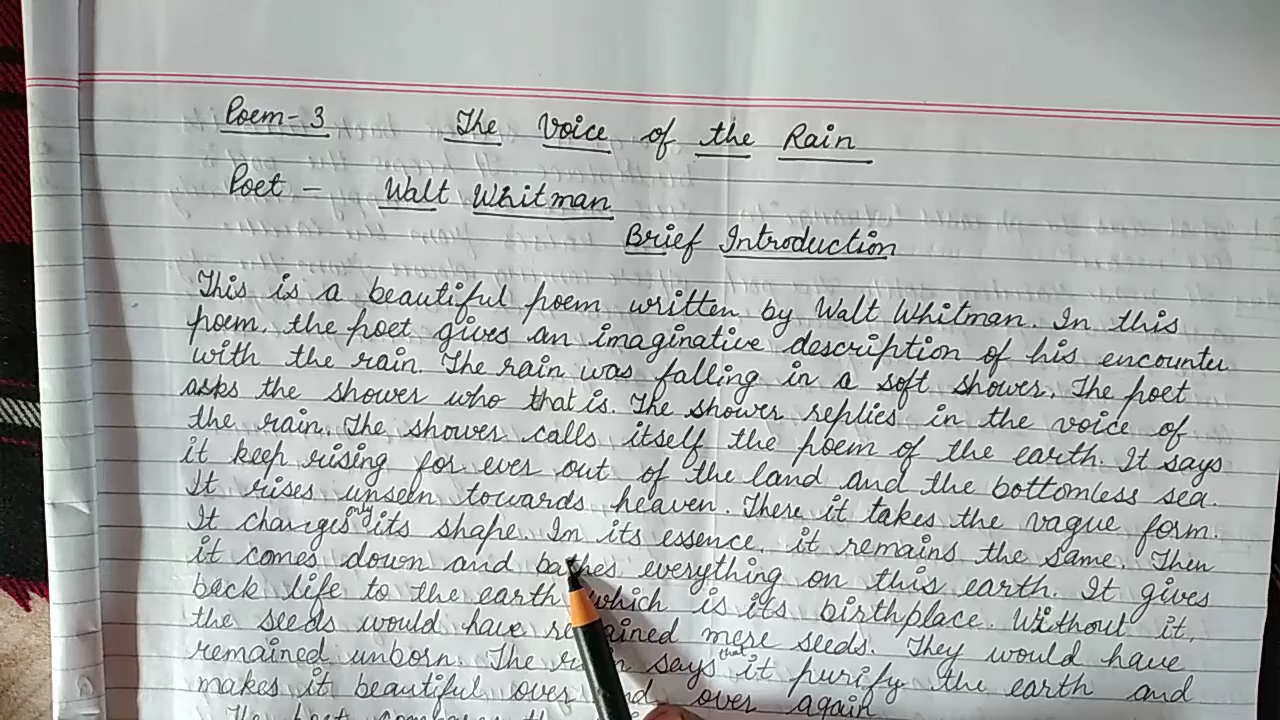 Poem-3 The Voice of the Rain
Poet - Walt Whitman
Brief Introduction
This is a beautiful poem written by Walt Whitman. In this
poem, the poet gives an imaginative description of his encounter
with the rain. The rain was falling in a soft shower. The poet
asks the shower who that is. The shower replies in the voice of
the rain. The shower calls itself the poem of the earth. It says
it keep rising for ever out of the land and the bottomless sea.
It rises unseen towards heaven. There it takes the vague form.
It changes only its shape. In its essence, it remains the same. Then
it comes down and bathes everything on this earth. It gives
back life to the earth which is its birthplace. Without it,
the seeds would have remained mere seeds. They would have
remained unborn. The rain says that it purify the earth and
makes it beautiful over and over again
The poet